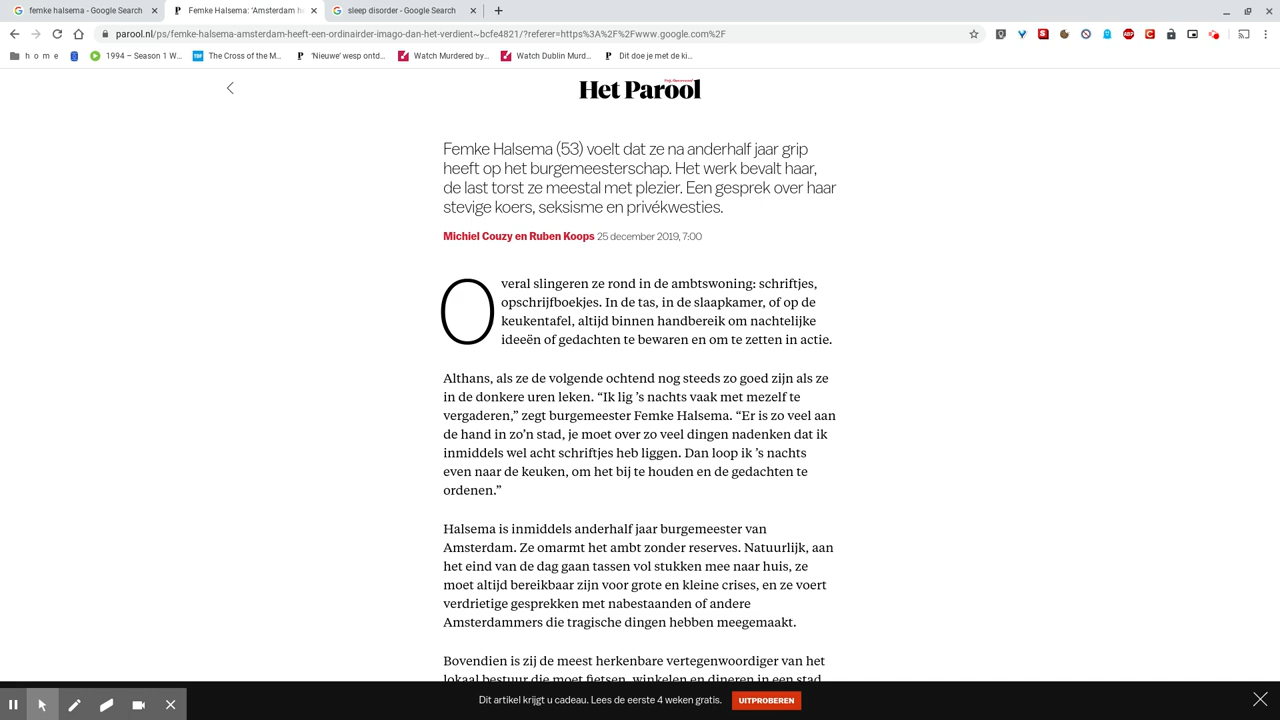 femke halsema - Google Search
Femke Halsema: 'Amsterdam he
sleep disorder - Google Search
parool.nl/ps/femke-halsema-amsterdam-heeft-een-ordinairder-imago-dan-het-verdient~bcfe4821/?referer=https%3A%2F%2Fwww.google.com%2F
h o m e
1994 – Season 1 W...
The Cross of the M...
'Nieuwe' wesp ontd...
Watch Murdered by...
Watch Dublin Murd...
Dit doe je met de ki...
Het Parool
Femke Halsema (53) voelt dat ze na anderhalf jaar grip
heeft op het burgemeesterschap. Het werk bevalt haar,
de last torst ze meestal met plezier. Een gesprek over haar
stevige koers, seksisme en privékwesties.
Michiel Couzy en Ruben Koops 25 december 2019, 7:00
Overal slingeren ze rond in de ambtswoning: schriftjes,
opschrijfboekjes. In de tas, in de slaapkamer, of op de
keukentafel, altijd binnen handbereik om nachtelijke
ideeën of gedachten te bewaren en om te zetten in actie.
Althans, als ze de volgende ochtend nog steeds zo goed zijn als ze
in de donkere uren leken. “Ik lig ’s nachts vaak met mezelf te
vergaderen,” zegt burgemeester Femke Halsema. “Er is zo veel aan
de hand in zo’n stad, je moet over zo veel dingen nadenken dat ik
inmiddels wel acht schriftjes heb liggen. Dan loop ik ’s nachts
even naar de keuken, om het bij te houden en de gedachten te
ordenen.”
Halsema is inmiddels anderhalf jaar burgemeester van
Amsterdam. Ze omarmt het ambt zonder reserves. Natuurlijk, aan
het eind van de dag gaan tassen vol stukken mee naar huis, ze
moet altijd bereikbaar zijn voor grote en kleine crises, en ze voert
verdrietige gesprekken met nabestaanden of andere
Amsterdammers die tragische dingen hebben meegemaakt.
Bovendien is zij de meest herkenbare vertegenwoordiger van het
lokaal bestuur die moet fietsen, winkelen en dineren in een stad
Dit artikel krijgt u cadeau. Lees de eerste 4 weken gratis.
UITPROBEREN